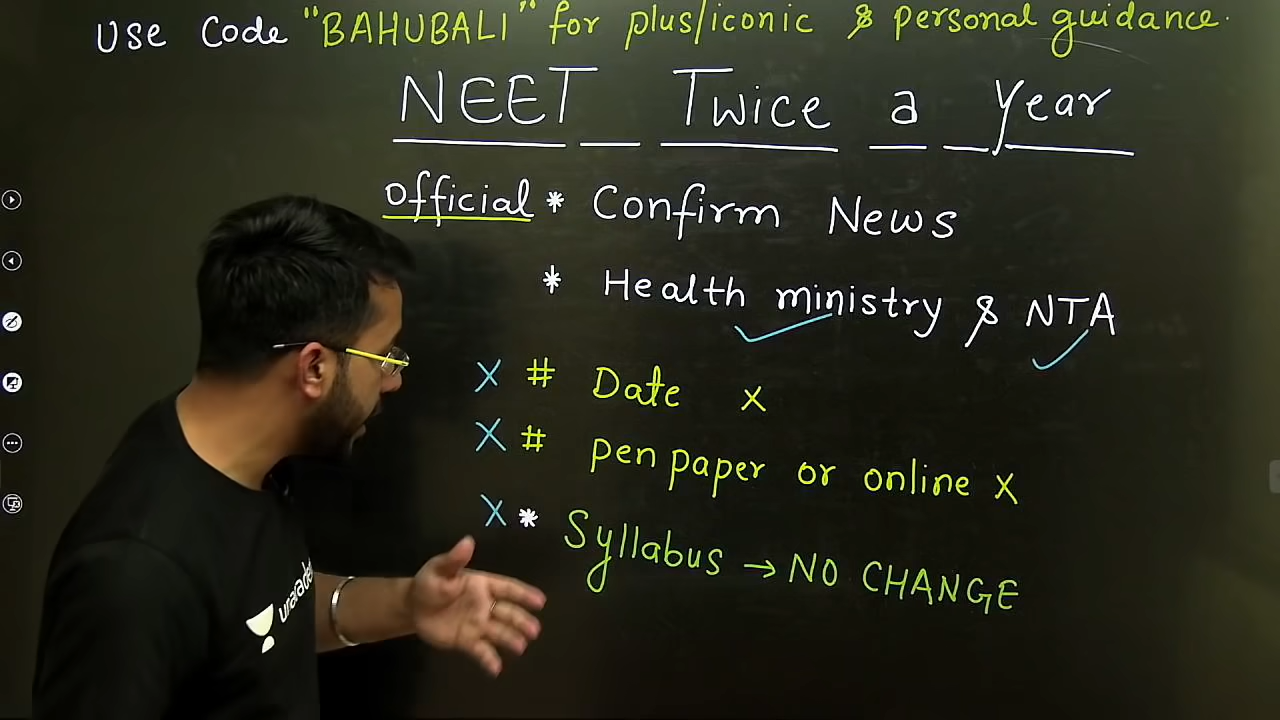 Use Code "BAHUBALI" for plus/iconic & personal guidance.
NEET Twice a Year
official * Confirm News
* Health ministry & NTA
x # Date x
x # pen paper or online x
x * Syllabus → NO CHANGE